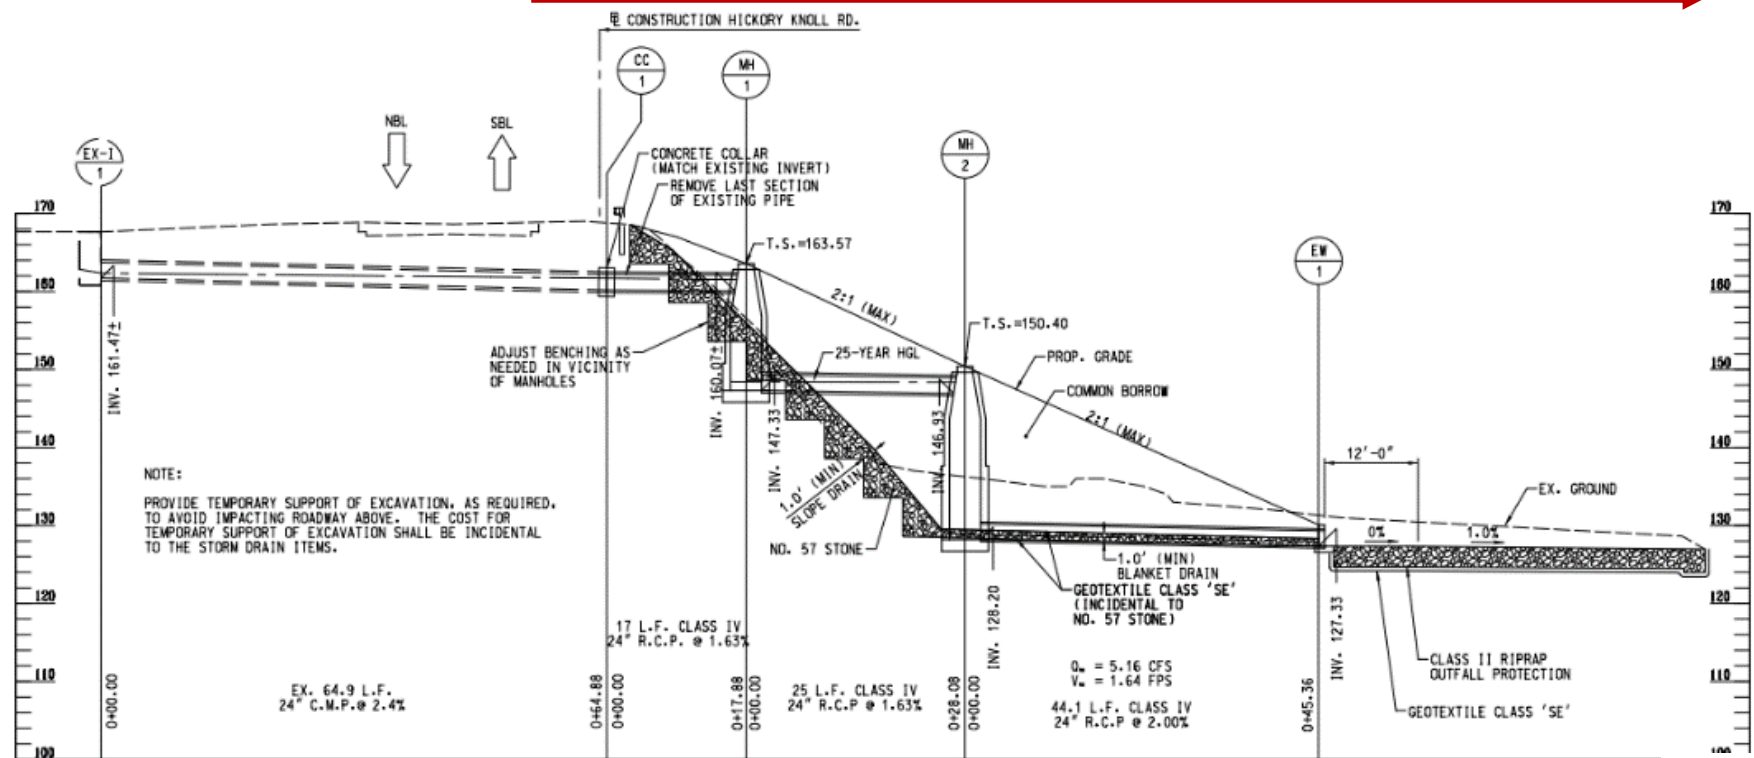 ℞ CONSTRUCTION HICKORY KNOLL RD.
CC
1
MH
1
NBL
SBL
EX-I
1
MH
2
CONCRETE COLLAR
(MATCH EXISTING INVERT)
REMOVE LAST SECTION
OF EXISTING PIPE
170
170
T.S.=163.57
EW
1
160
160
2:1 (MAX)
T.S.=150.40
INV. 161.47±
ADJUST BENCHING AS
NEEDED IN VICINITY
OF MANHOLES
25-YEAR HGL
PROP. GRADE
150
150
INV. 160.07±
COMMON BORROW
2:1 (MAX)
INV. 147.33
INV. 146.93
140
140
12'-0"
NOTE:
PROVIDE TEMPORARY SUPPORT OF EXCAVATION, AS REQUIRED,
TO AVOID IMPACTING ROADWAY ABOVE. THE COST FOR
TEMPORARY SUPPORT OF EXCAVATION SHALL BE INCIDENTAL
TO THE STORM DRAIN ITEMS.
1.0' (MIN)
SLOPE DRAIN
EX. GROUND
130
130
0%
1.0%
NO. 57 STONE
1.0' (MIN)
BLANKET DRAIN
GEOTEXTILE CLASS 'SE'
(INCIDENTAL TO
NO. 57 STONE)
120
120
INV. 128.20
INV. 127.33
17 L.F. CLASS IV
24" R.C.P. @ 1.63%
Q = 5.16 CFS
V = 1.64 FPS
CLASS II RIPRAP
OUTFALL PROTECTION
110
110
0+00.00
EX. 64.9 L.F.
24" C.M.P.@ 2.4%
0+64.88
0+00.00
0+17.88
0+00.00
25 L.F. CLASS IV
24" R.C.P @ 1.63%
0+28.08
0+00.00
44.1 L.F. CLASS IV
24" R.C.P @ 2.00%
0+45.36
GEOTEXTILE CLASS 'SE'
100
100